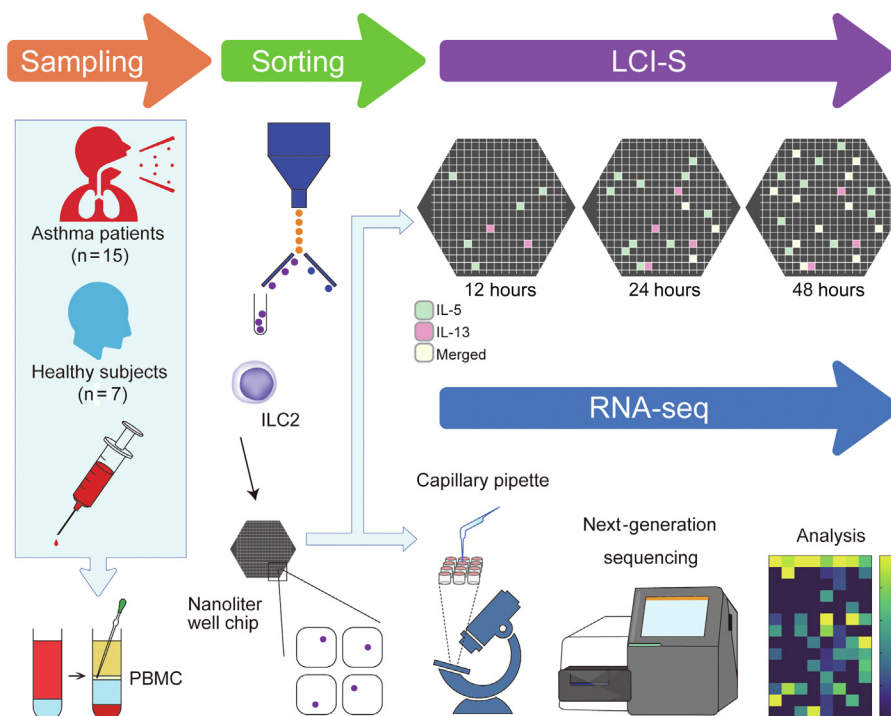 Sampling
Sorting
LCI-S
Asthma patients
(n=15)
Healthy subjects
(n=7)
PBMC
ILC2
Nanoliter
well chip
12 hours
24 hours
48 hours
IL-5
IL-13
Merged
RNA-seq
Capillary pipette
Next-generation
sequencing
Analysis